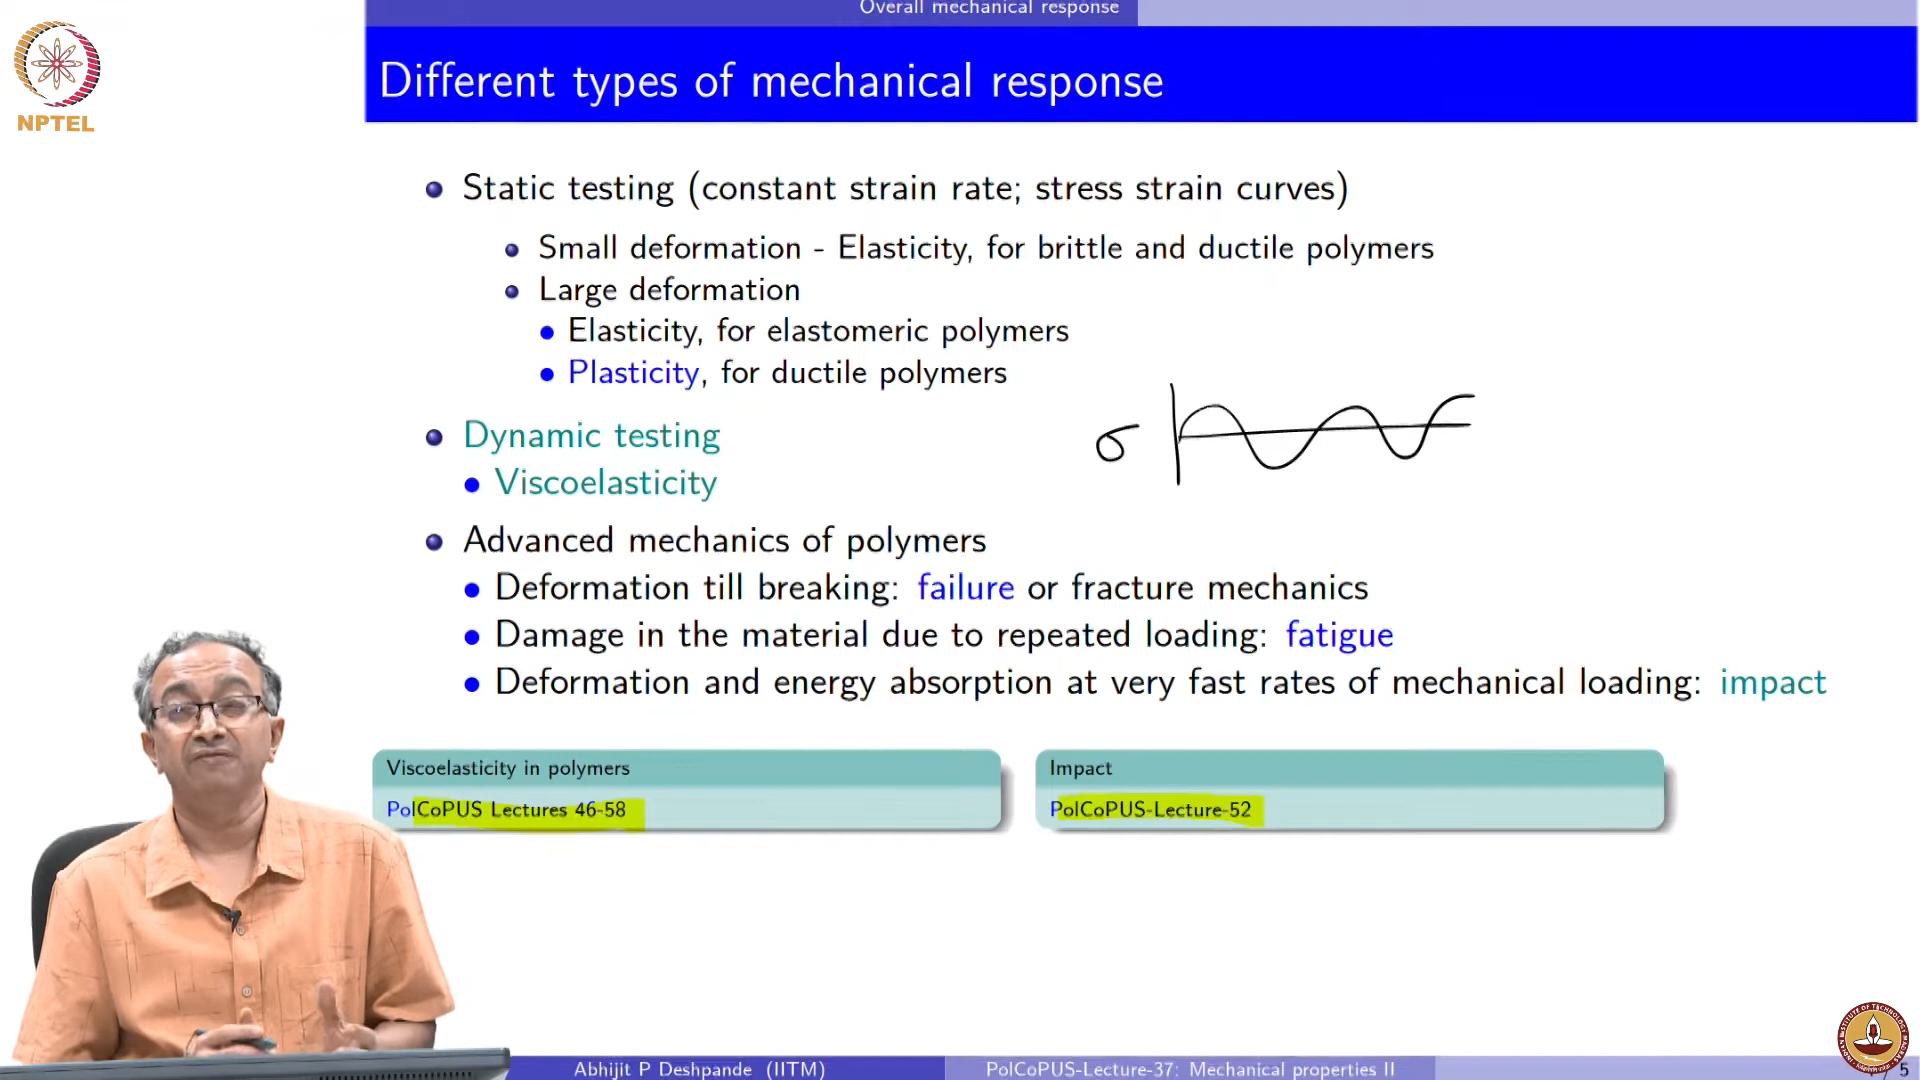 Overall mechanical response
NPTEL
Different types of mechanical response
Static testing (constant strain rate; stress strain curves)
Small deformation - Elasticity, for brittle and ductile polymers
Large deformation
Elasticity, for elastomeric polymers
Plasticity, for ductile polymers
σ
Dynamic testing
Viscoelasticity
Advanced mechanics of polymers
Deformation till breaking: failure or fracture mechanics
Damage in the material due to repeated loading: fatigue
Deformation and energy absorption at very fast rates of mechanical loading: impact
Viscoelasticity in polymers
PolCoPUS Lectures 46-58
Impact
PolCoPUS-Lecture-52
Abhijit P Deshpande (IITM)
PolCoPUS-Lecture-37: Mechanical properties II
5